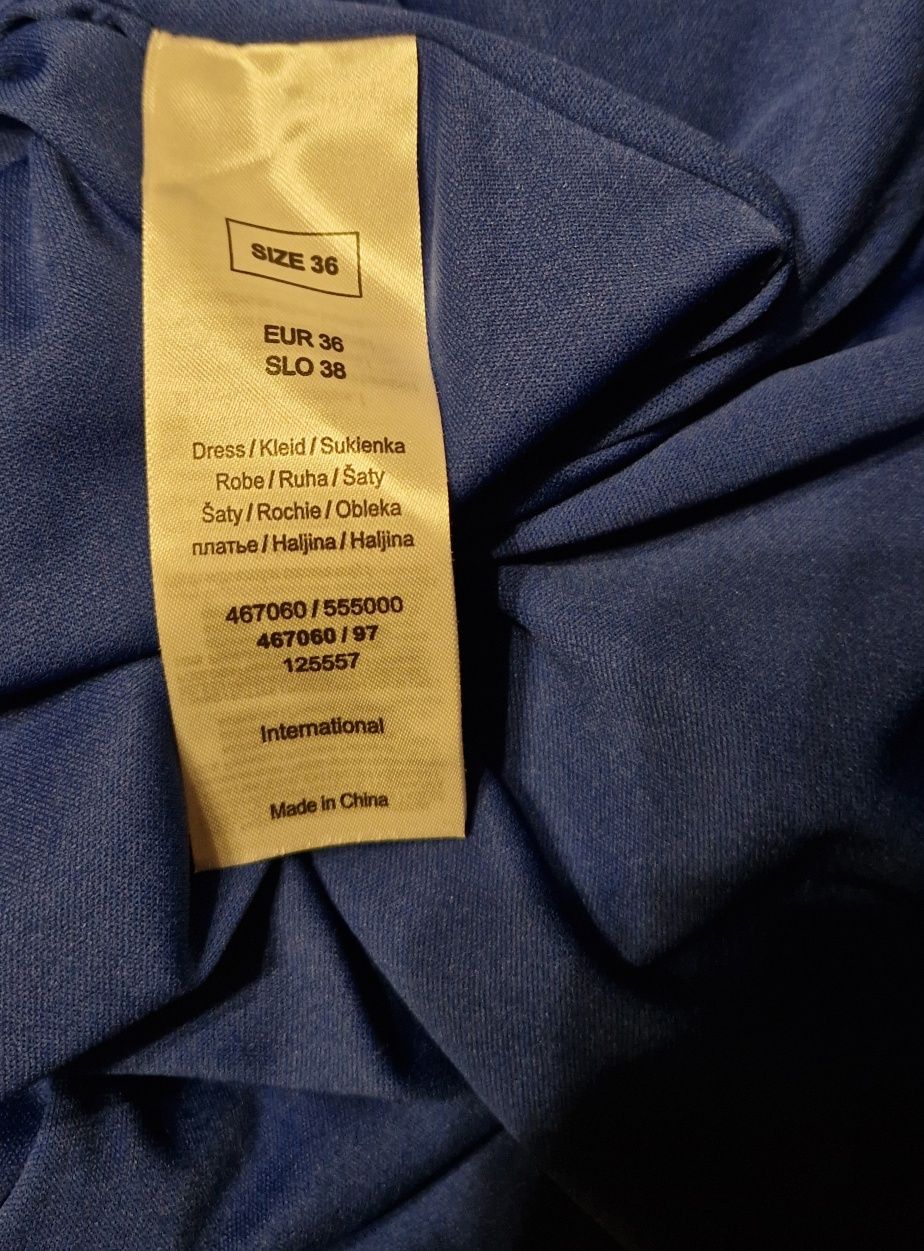 SIZE 36
EUR 36
SLO 38
Dress / Kleid / Sukienka
Robe / Ruha / Šaty
Šaty / Rochie / Obleka
платье / Haljina / Haljina
467060 / 555000
467060 / 97
125557
International
Made in China